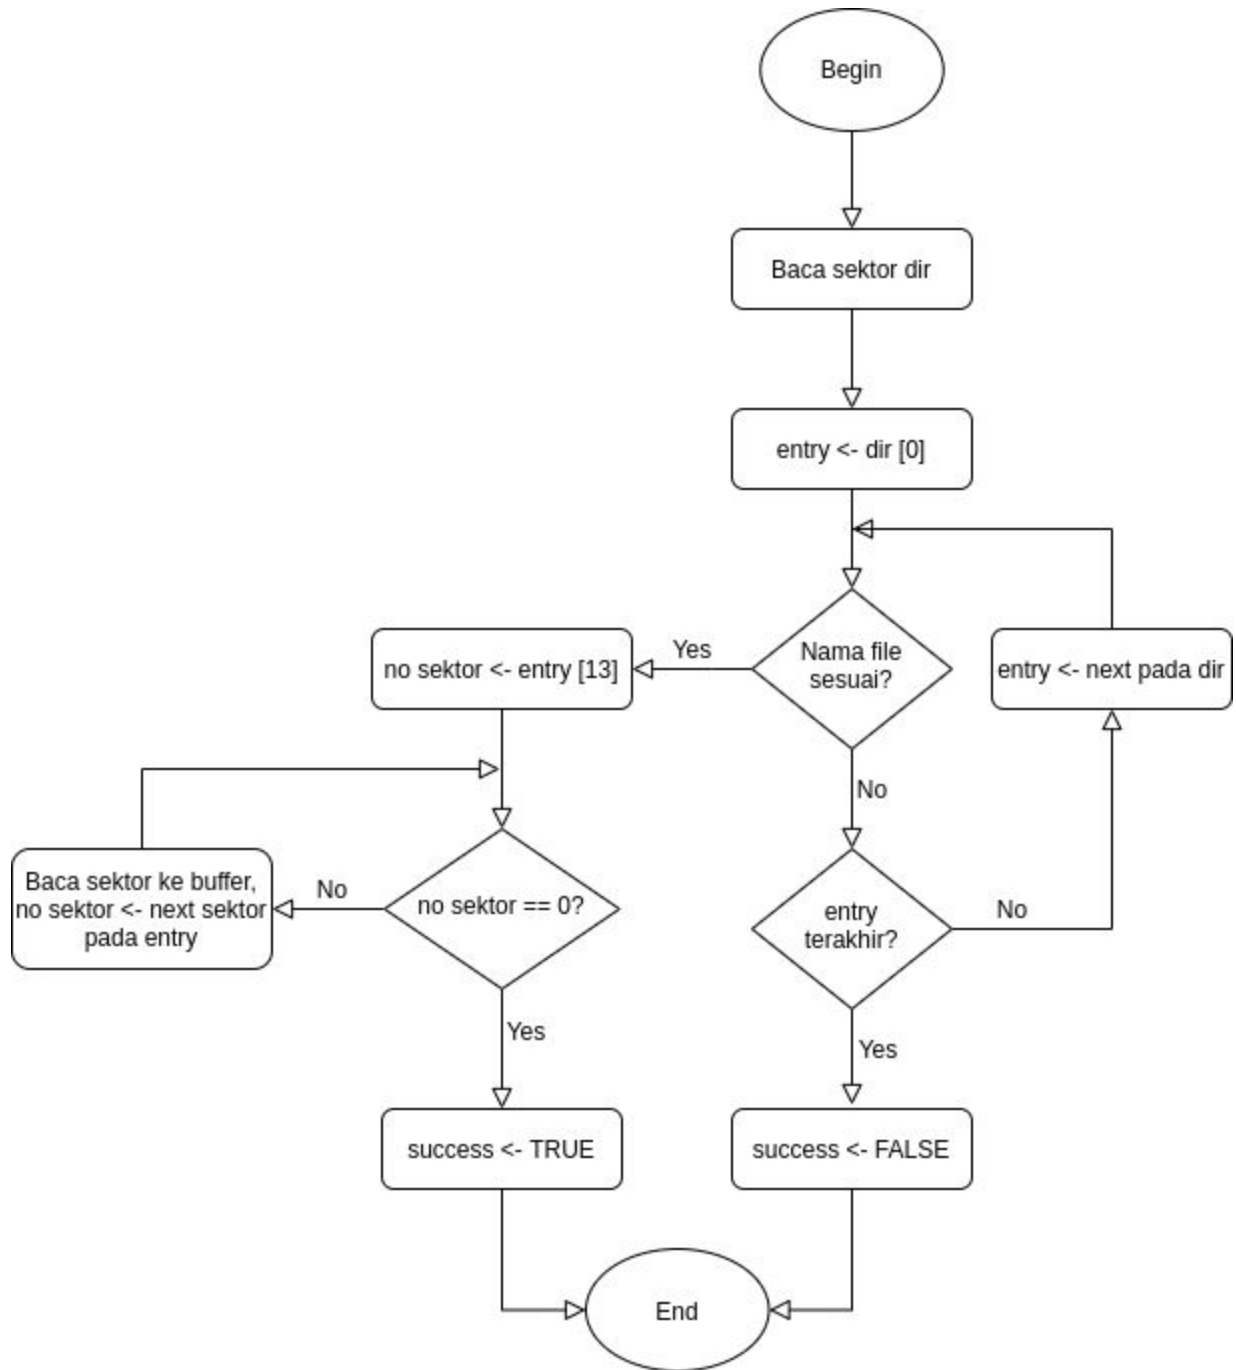 Begin
Baca sektor dir
entry <- dir [0]
Nama file
sesuai?
Yes
no sektor <- entry [13]
entry <- next pada dir
No
Baca sektor ke buffer,
no sektor <- next sektor
pada entry
No
no sektor == 0?
entry
terakhir?
No
Yes
Yes
success <- TRUE
success <- FALSE
End